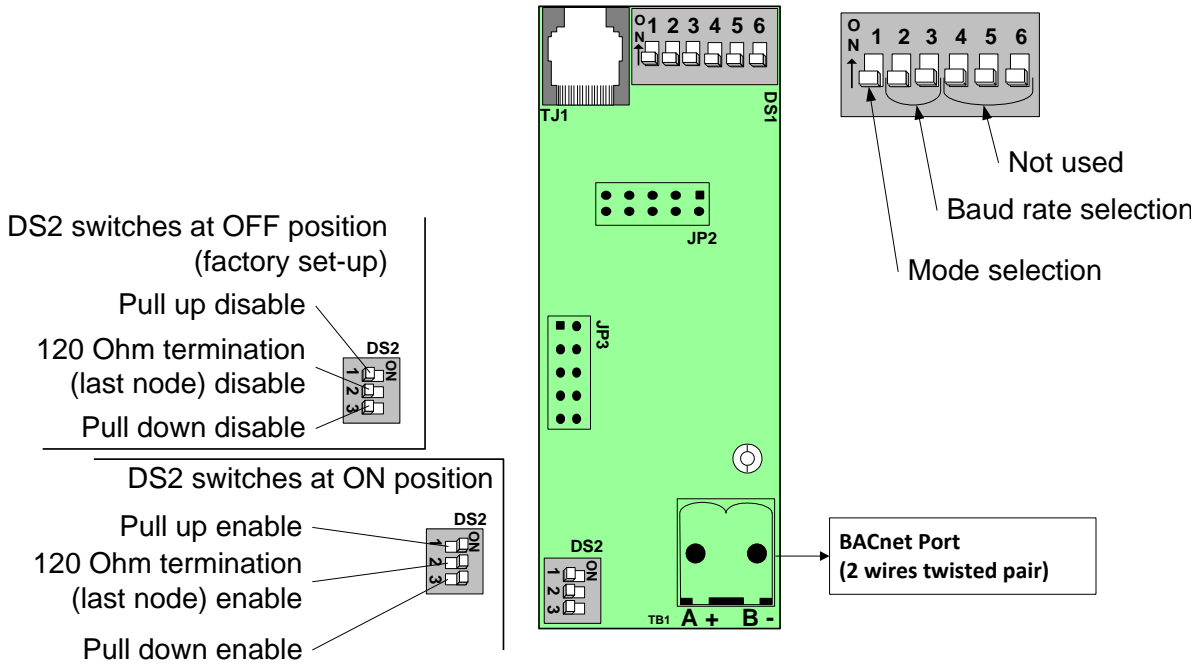 O
N
1 2 3 4 5 6
DS1
TJ1
JP2
JP3
DS2
ON
1
2
3
TB1 A + B -
BACnet Port
(2 wires twisted pair)
O
N
1 2 3 4 5 6
Not used
Baud rate selection
Mode selection
DS2 switches at OFF position
(factory set-up)
Pull up disable
120 Ohm termination
(last node) disable
Pull down disable
DS2
ON
1
2
3
DS2 switches at ON position
Pull up enable
120 Ohm termination
(last node) enable
Pull down enable
DS2
ON
1
2
3